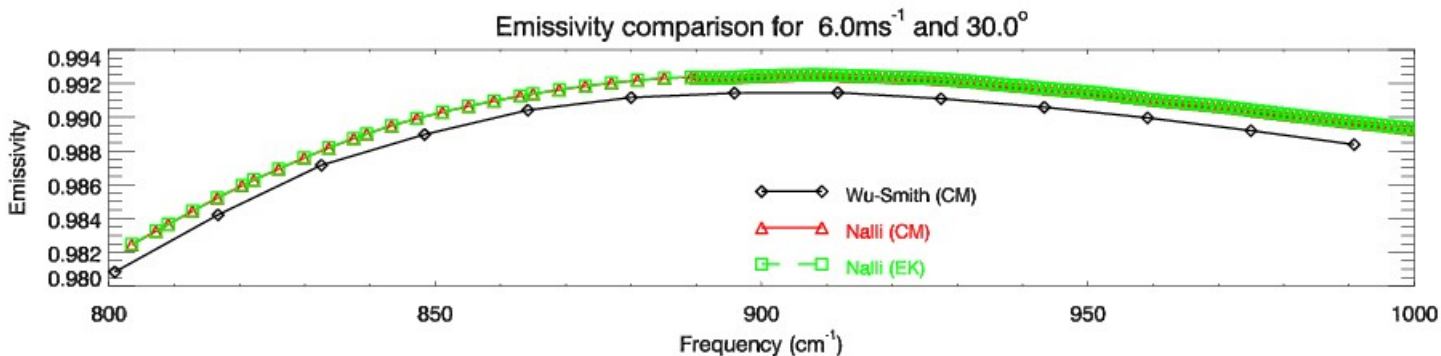 Emissivity comparison for 6.0ms⁻¹ and 30.0°
0.994
0.992
0.990
0.988
0.986
0.984
0.982
0.980
Emissivity
Wu-Smith (CM)
Nalli (CM)
Nalli (EK)
800 850 900 950 1000
Frequency (cm⁻¹)